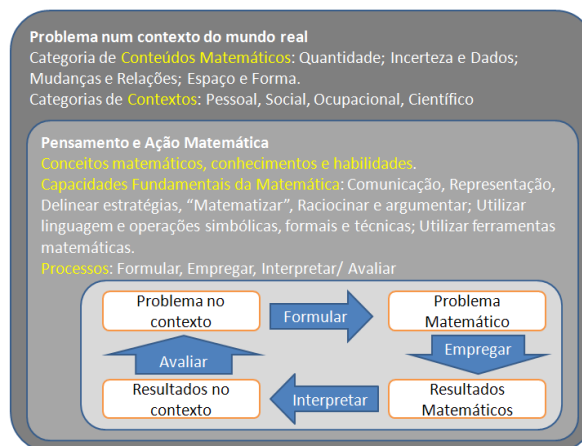 Problema num contexto do mundo real
Categoria de Conteúdos Matemáticos: Quantidade; Incerteza e Dados;
Mudanças e Relações; Espaço e Forma.
Categorias de Contextos: Pessoal, Social, Ocupacional, Científico
Pensamento e Ação Matemática
Conceitos matemáticos, conhecimentos e habilidades.
Capacidades Fundamentais da Matemática: Comunicação, Representação,
Delinear estratégias, “Matematizar”, Raciocinar e argumentar; Utilizar
linguagem e operações simbólicas, formais e técnicas; Utilizar ferramentas
matemáticas.
Processos: Formular, Empregar, Interpretar/ Avaliar
Problema no
contexto
Formular
Problema
Matemático
Avaliar
Empregar
Resultados no
contexto
Interpretar
Resultados
Matemáticos